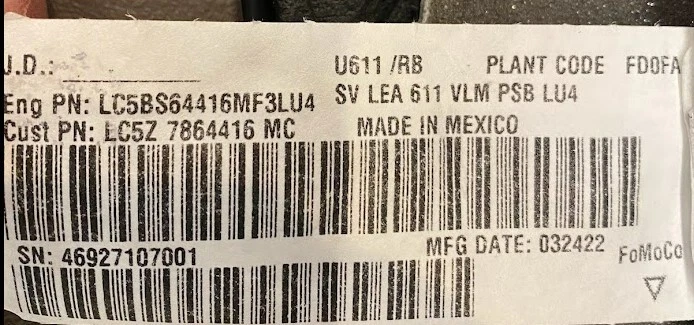 J.D.:
U611 /RB PLANT CODE FD0FA
Eng PN: LC5BS64416MF3LU4 SV LEA 611 VLM PSB LU4
Cust PN: LC5Z 7864416 MC MADE IN MEXICO
SN: 46927107001 MFG DATE: 032422 FoMoCo